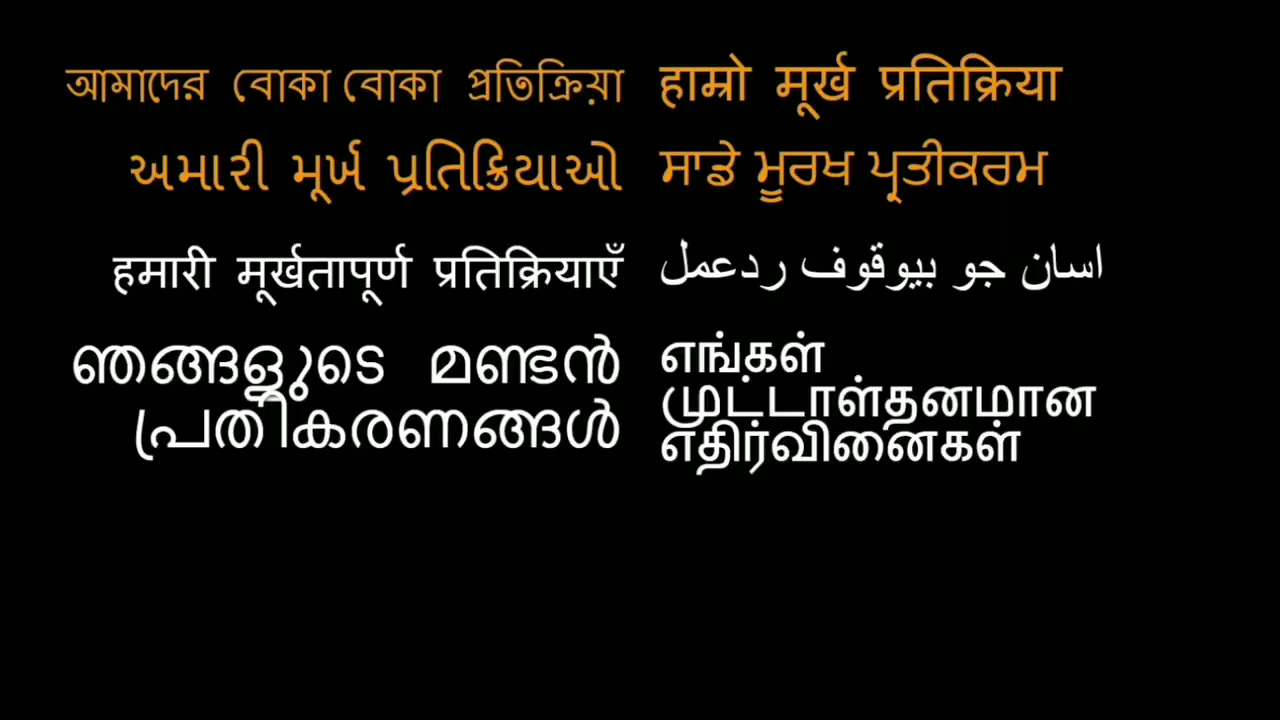 আমাদের বোকা বোকা প্রতিক্রিয়া
हाम्रो मूर्ख प्रतिक्रिया
અમારી મૂર્ખ પ્રતિક્રિયાઓ
ਸਾਡੇ ਮੂਰਖ ਪ੍ਰਤੀਕਰਮ
हमारी मूर्खतापूर्ण प्रतिक्रियाएँ
اسان جو بيوقوف ردعمل
ഞങ്ങളുടെ മണ്ടൻ
പ്രതികരണങ്ങൾ
எங்கள்
முட்டாள்தனமான
எதிர்வினைகள்